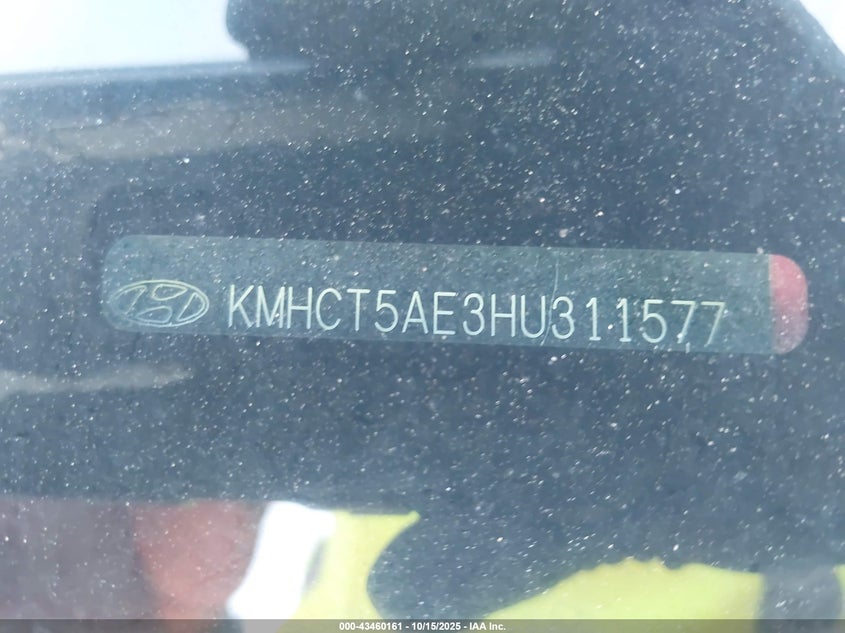 KMHCT5AE3HU311577
000-43460161 - 10/15/2025 - IAA Inc.